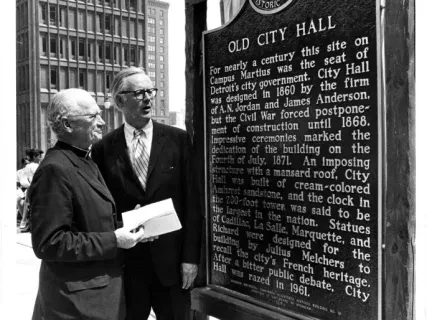 HISTORIC
OLD CITY HALL
For nearly a century this site on
Campus Martius was the seat of
Detroit's city government. City Hall
was designed in 1860 by the firm
of A.N. Jordan and James Anderson,
but the Civil War forced postpone-
ment of construction until 1868.
Impressive ceremonies marked the
dedication of the building on the
Fourth of July, 1871. An imposing
structure with a mansard roof, City
Hall was built of cream-colored
Amherst sandstone, and the clock in
the 200-foot tower was said to be
the largest in the nation. Statues
of Cadillac, La Salle, Marquette, and
Richard were designed for the
building by Julius Melchers to
recall the city's French heritage.
After a bitter public debate, City
Hall was razed in 1961.